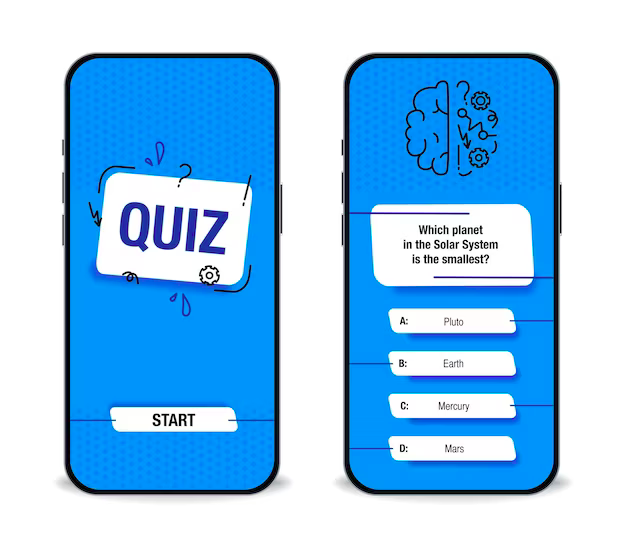 QUIZ
START
Which planet
in the Solar System
is the smallest?
A: Pluto
B: Earth
C: Mercury
D: Mars